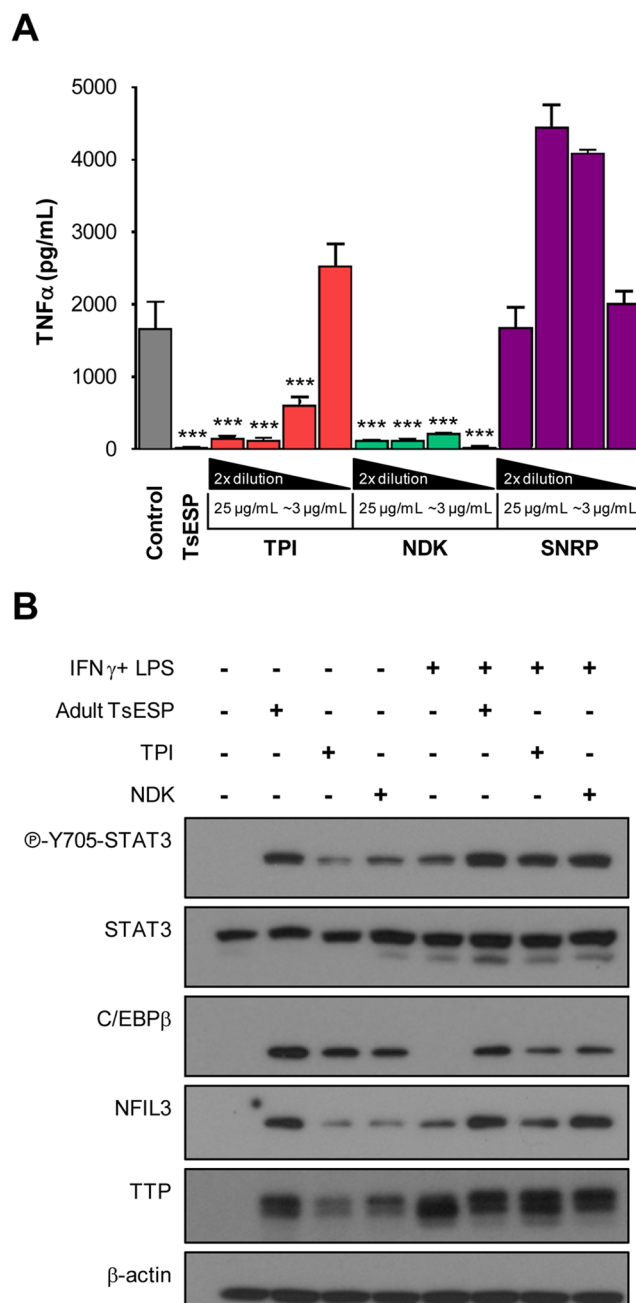 A
5000
4000
3000
2000
1000
0
TNFα (pg/mL)
*** *** *** *** *** *** *** ***
Control
TsESP
2x dilution 2x dilution 2x dilution
25 µg/mL ~3 µg/mL 25 µg/mL ~3 µg/mL 25 µg/mL ~3 µg/mL
TPI NDK SNRP
B
IFNγ+ LPS - - - - + + + +
Adult TsESP - + - - - + - -
TPI - - + - - - + -
NDK - - - + - - - +
Ⓟ-Y705-STAT3
STAT3
C/EBPβ
NFIL3
TTP
β-actin